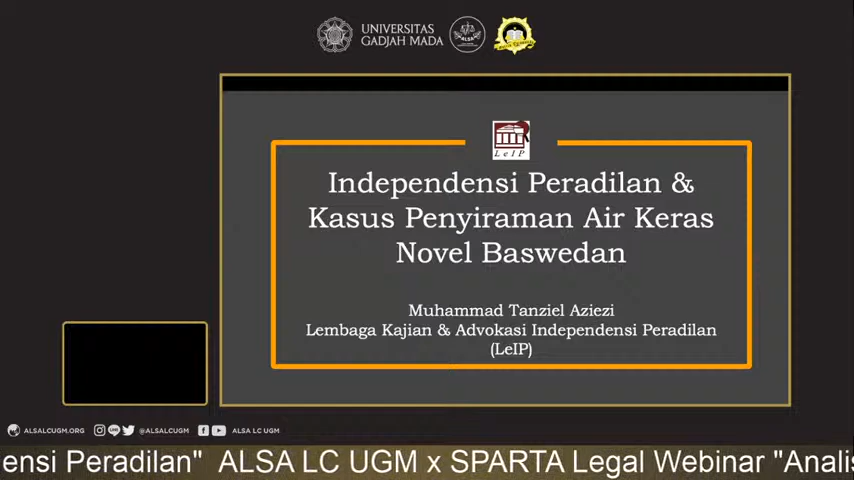 UNIVERSITAS
GADJAH MADA
ALSA
LeIP
Independensi Peradilan &
Kasus Penyiraman Air Keras
Novel Baswedan
Muhammad Tanziel Aziezi
Lembaga Kajian & Advokasi Independensi Peradilan
(LeIP)
ALSALCUGM.ORG @ALSALCUGM ALSA LC UGM
ensi Peradilan" ALSA LC UGM x SPARTA Legal Webinar "Analis